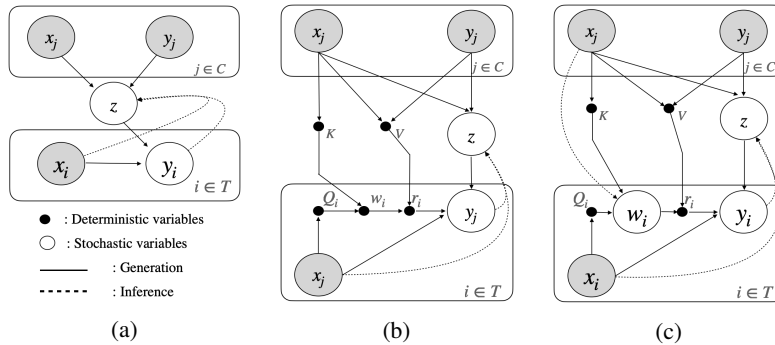 x_j
y_j
j ∈ C
z
x_i
y_i
i ∈ T
: Deterministic variables
: Stochastic variables
: Generation
: Inference
(a)
x_j
y_j
j ∈ C
K
V
z
Q_i
w_i
r_i
y_j
x_j
i ∈ T
(b)
x_j
y_j
j ∈ C
K
V
z
Q_i
w_i
r_i
y_i
x_i
i ∈ T
(c)